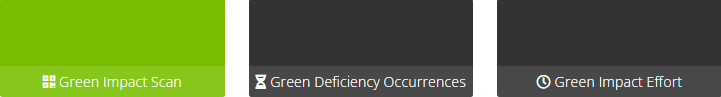 Green Impact Scan
Green Deficiency Occurrences
Green Impact Effort